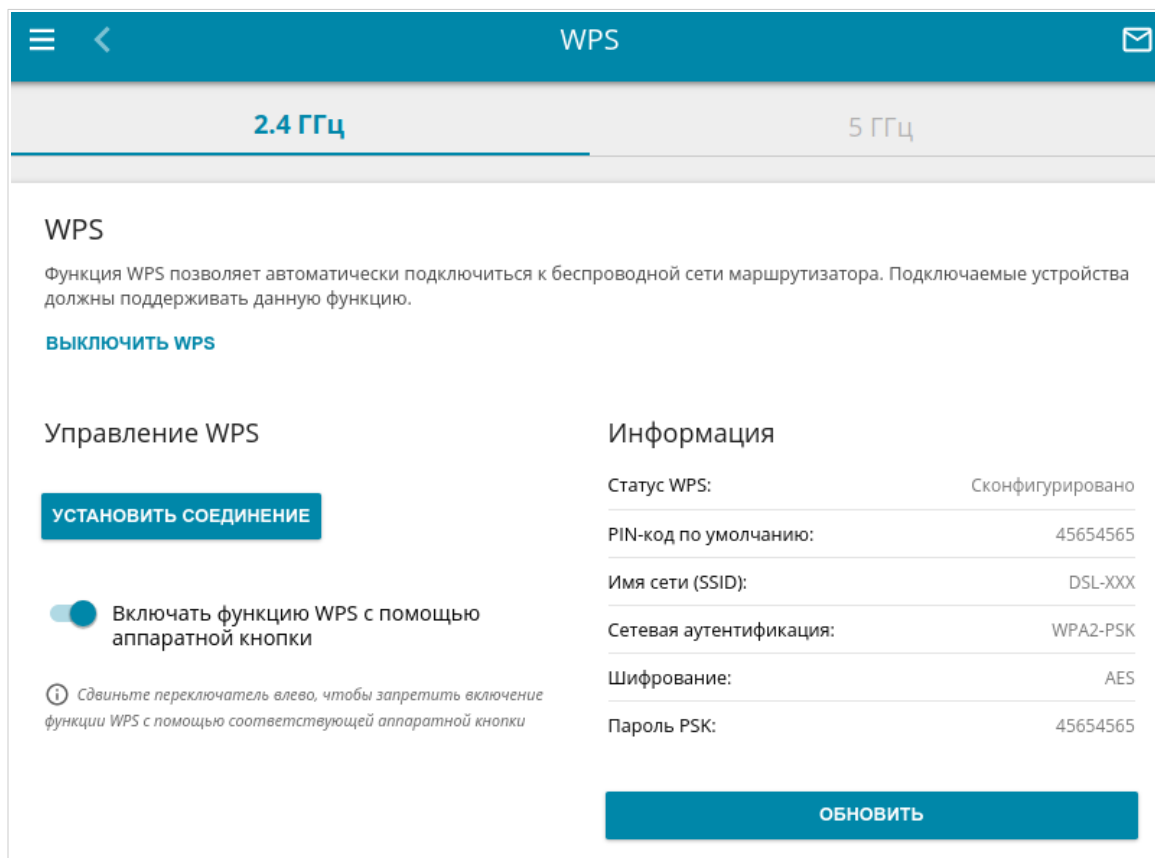 WPS
2.4 ГГц
5 ГГц
WPS
Функция WPS позволяет автоматически подключиться к беспроводной сети маршрутизатора. Подключаемые устройства
должны поддерживать данную функцию.
ВЫКЛЮЧИТЬ WPS
Управление WPS
УСТАНОВИТЬ СОЕДИНЕНИЕ
Включать функцию WPS с помощью
аппаратной кнопки
Сдвиньте переключатель влево, чтобы запретить включение
функции WPS с помощью соответствующей аппаратной кнопки
Информация
Статус WPS: Сконфигурировано
PIN-код по умолчанию: 45654565
Имя сети (SSID): DSL-XXX
Сетевая аутентификация: WPA2-PSK
Шифрование: AES
Пароль PSK: 45654565
ОБНОВИТЬ